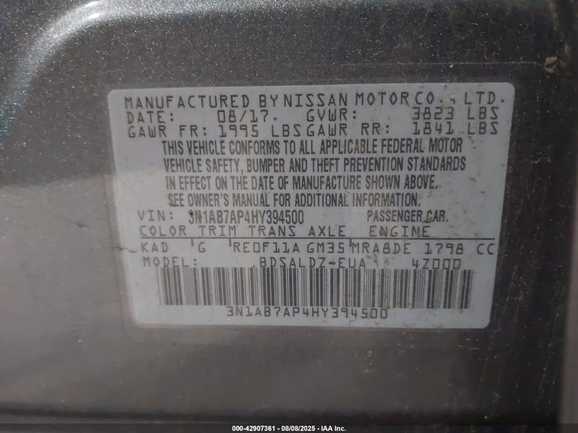 MANUFACTURED BY NISSAN MOTOR CO., LTD.
DATE: 08/17. GVWR: 3823 LBS
GAWR FR: 1995 LBS GAWR RR: 1841 LBS
THIS VEHICLE CONFORMS TO ALL APPLICABLE FEDERAL MOTOR
VEHICLE SAFETY, BUMPER AND THEFT PREVENTION STANDARDS
IN EFFECT ON THE DATE OF MANUFACTURE SHOWN ABOVE.
SEE OWNER'S MANUAL FOR ADDITIONAL INFORMATION.
VIN: 3N1AB7AP4HY394500 PASSENGER CAR.
COLOR TRIM TRANS AXLE ENGINE
KAD G RE0F11A GM35 MRA8DE 1798 CC
MODEL: BDSALDZ-EUA 4Z000
3N1AB7AP4HY394500
000-42907361 - 08/08/2025 - IAA Inc.